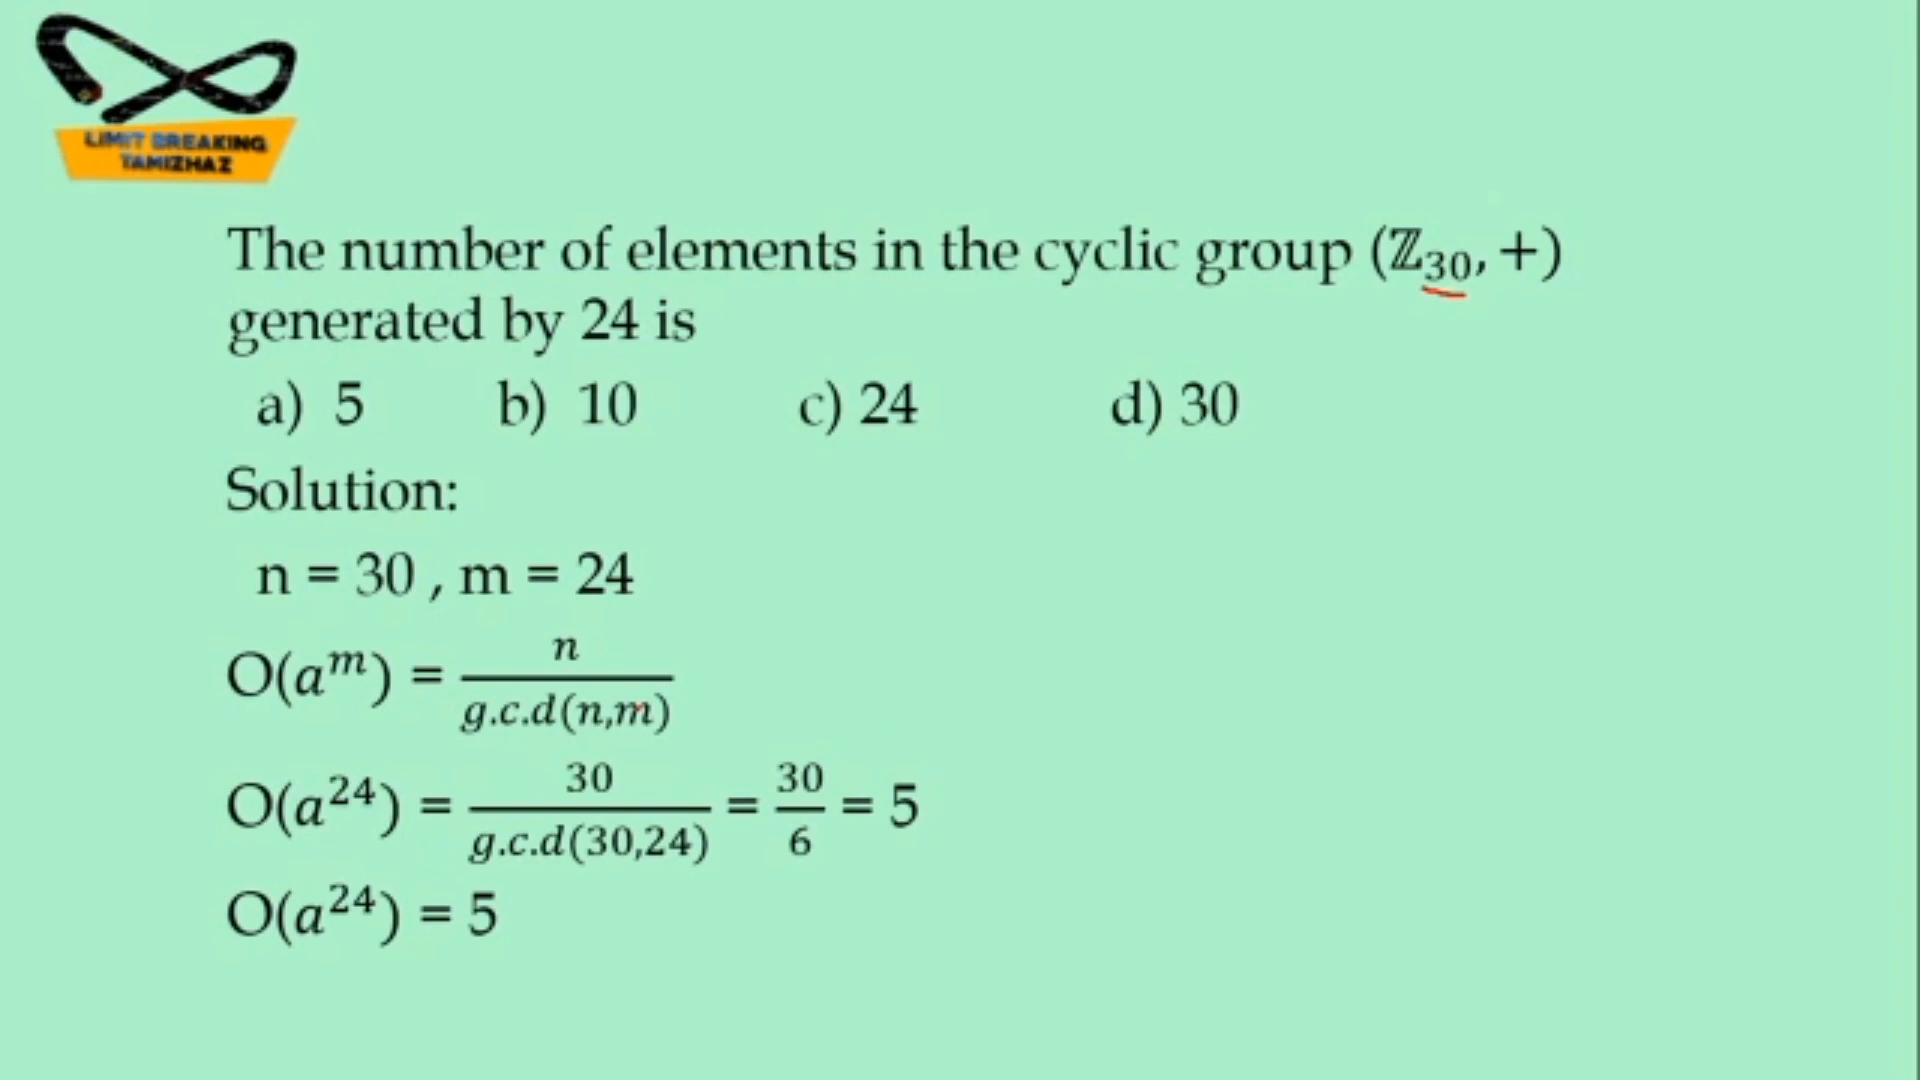 LIMIT BREAKING
TAMIZHAZ
The number of elements in the cyclic group (ℤ₃₀, +)
generated by 24 is
a) 5 b) 10 c) 24 d) 30
Solution:
n = 30 , m = 24
O(a^m) = n / g.c.d(n,m)
O(a^24) = 30 / g.c.d(30,24) = 30 / 6 = 5
O(a^24) = 5